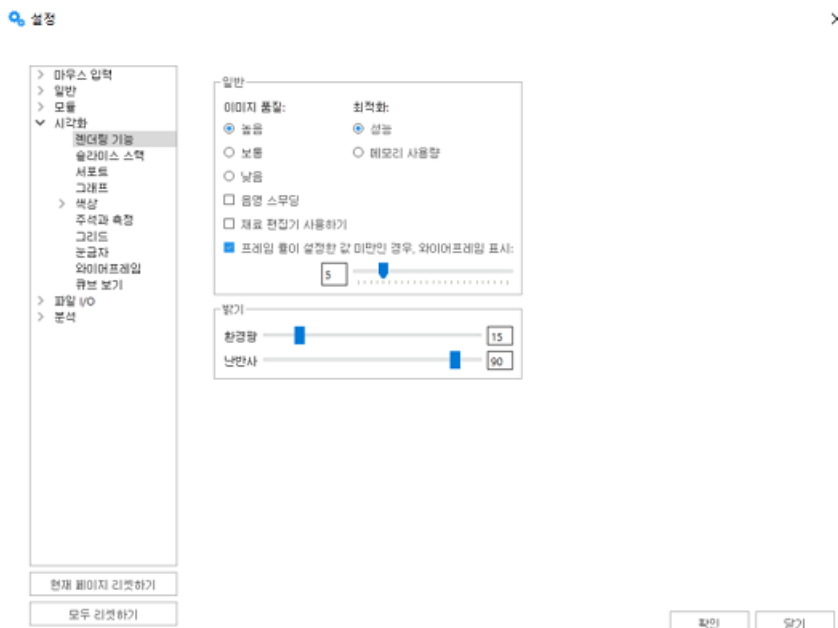 설정
마우스 입력
일반
모듈
시각화
렌더링 기능
슬라이스 스택
서포트
그래프
색상
주석과 측정
그리드
눈금자
와이어프레임
큐브 보기
파일 I/O
분석
현재 페이지 리셋하기
모두 리셋하기
일반
이미지 품질: 최적화:
높음 성능
보통 메모리 사용량
낮음
음영 스무딩
재료 편집기 사용하기
프레임 률이 설정한 값 미만인 경우, 와이어프레임 표시:
5
밝기
환경광 15
난반사 90
확인 닫기